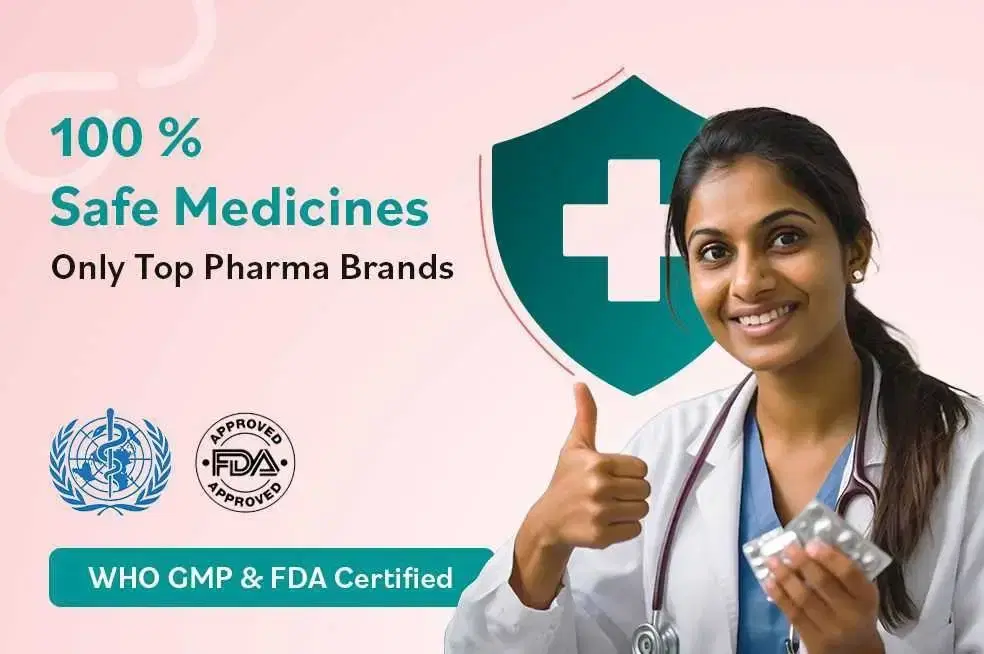 100 %
Safe Medicines
Only Top Pharma Brands
APPROVED
FDA
APPROVED
WHO GMP & FDA Certified